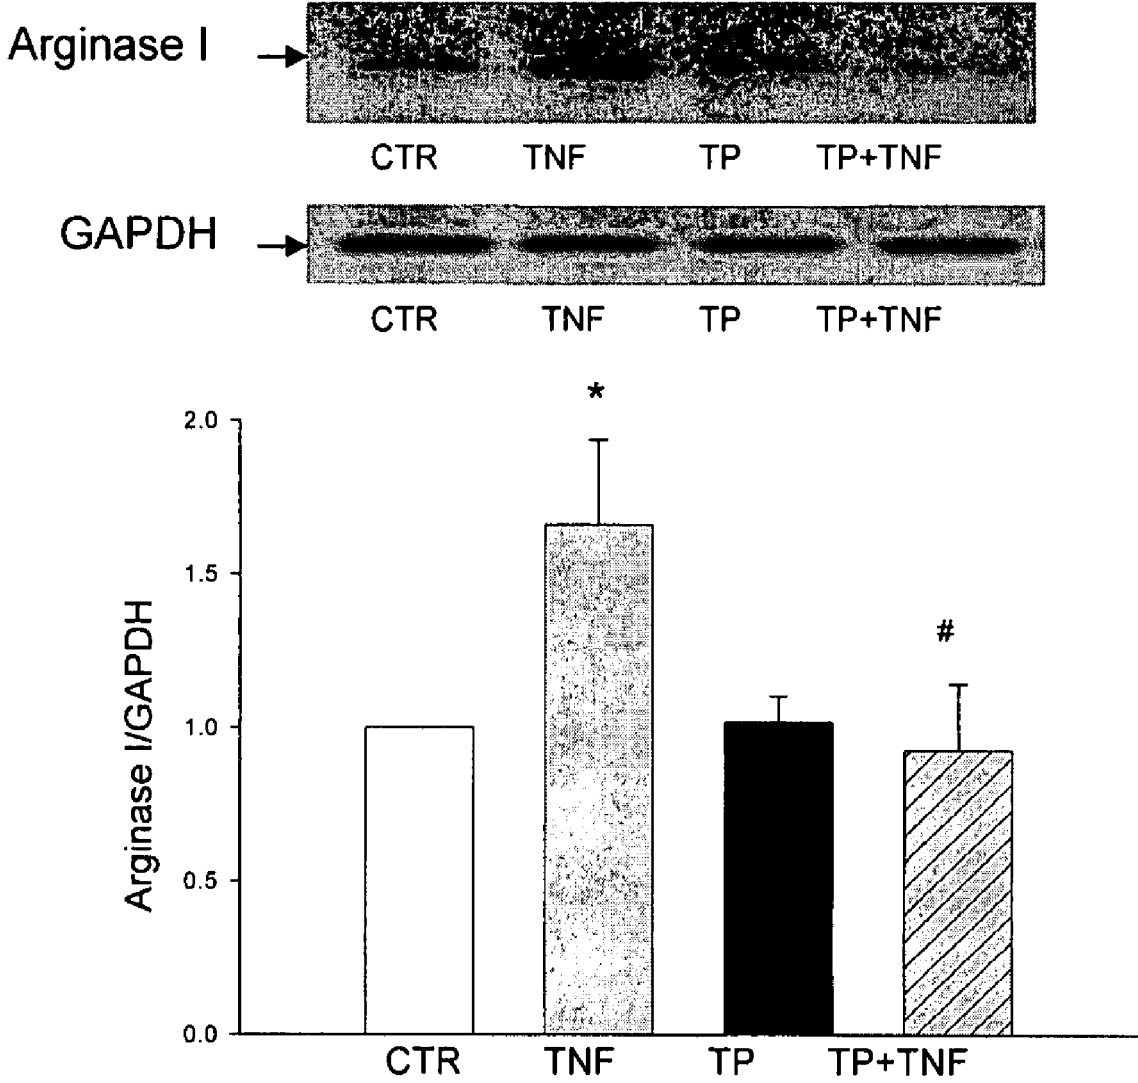 Arginase I
CTR TNF TP TP+TNF
GAPDH
CTR TNF TP TP+TNF
*
2.0
1.5
#
1.0
0.5
0.0
Arginase I/GAPDH
CTR TNF TP TP+TNF